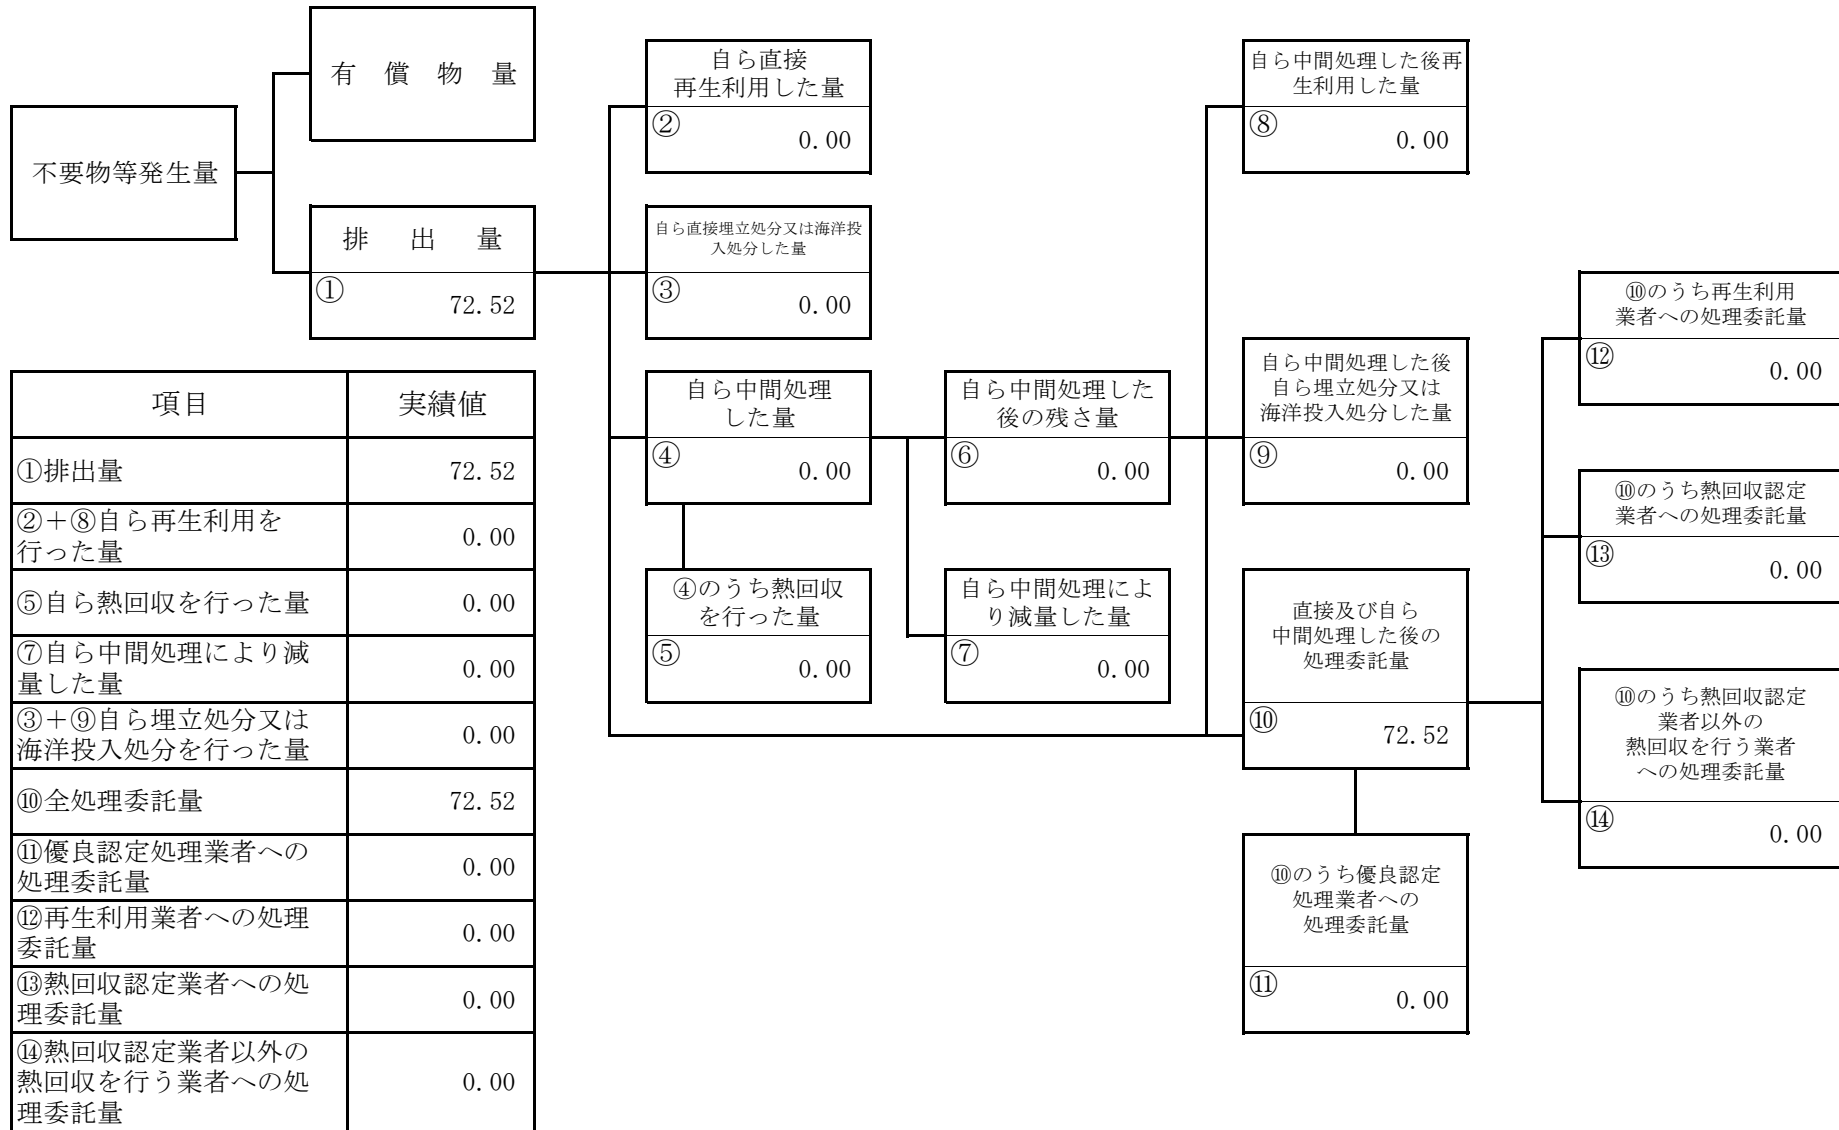 有　償　物　量
不要物等発生量
排　出　量
①
72.52
自ら直接
再生利用した量
②
0.00
自ら直接埋立処分又は海洋投
入処分した量
③
0.00
自ら中間処理
した量
④
0.00
④のうち熱回収
を行った量
⑤
0.00
自ら中間処理した
後の残さ量
⑥
0.00
自ら中間処理によ
り減量した量
⑦
0.00
自ら中間処理した後再
生利用した量
⑧
0.00
自ら中間処理した後
自ら埋立処分又は
海洋投入処分した量
⑨
0.00
直接及び自ら
中間処理した後の
処理委託量
⑩
72.52
⑩のうち優良認定
処理業者への
処理委託量
⑪
0.00
⑩のうち再生利用
業者への処理委託量
⑫
0.00
⑩のうち熱回収認定
業者への処理委託量
⑬
0.00
⑩のうち熱回収認定
業者以外の
熱回収を行う業者
への処理委託量
⑭
0.00
項目 実績値
①排出量 72.52
②＋⑧自ら再生利用を
行った量 0.00
⑤自ら熱回収を行った量 0.00
⑦自ら中間処理により減
量した量 0.00
③＋⑨自ら埋立処分又は
海洋投入処分を行った量 0.00
⑩全処理委託量 72.52
⑪優良認定処理業者への
処理委託量 0.00
⑫再生利用業者への処理
委託量 0.00
⑬熱回収認定業者への処
理委託量 0.00
⑭熱回収認定業者以外の
熱回収を行う業者への処
理委託量 0.00